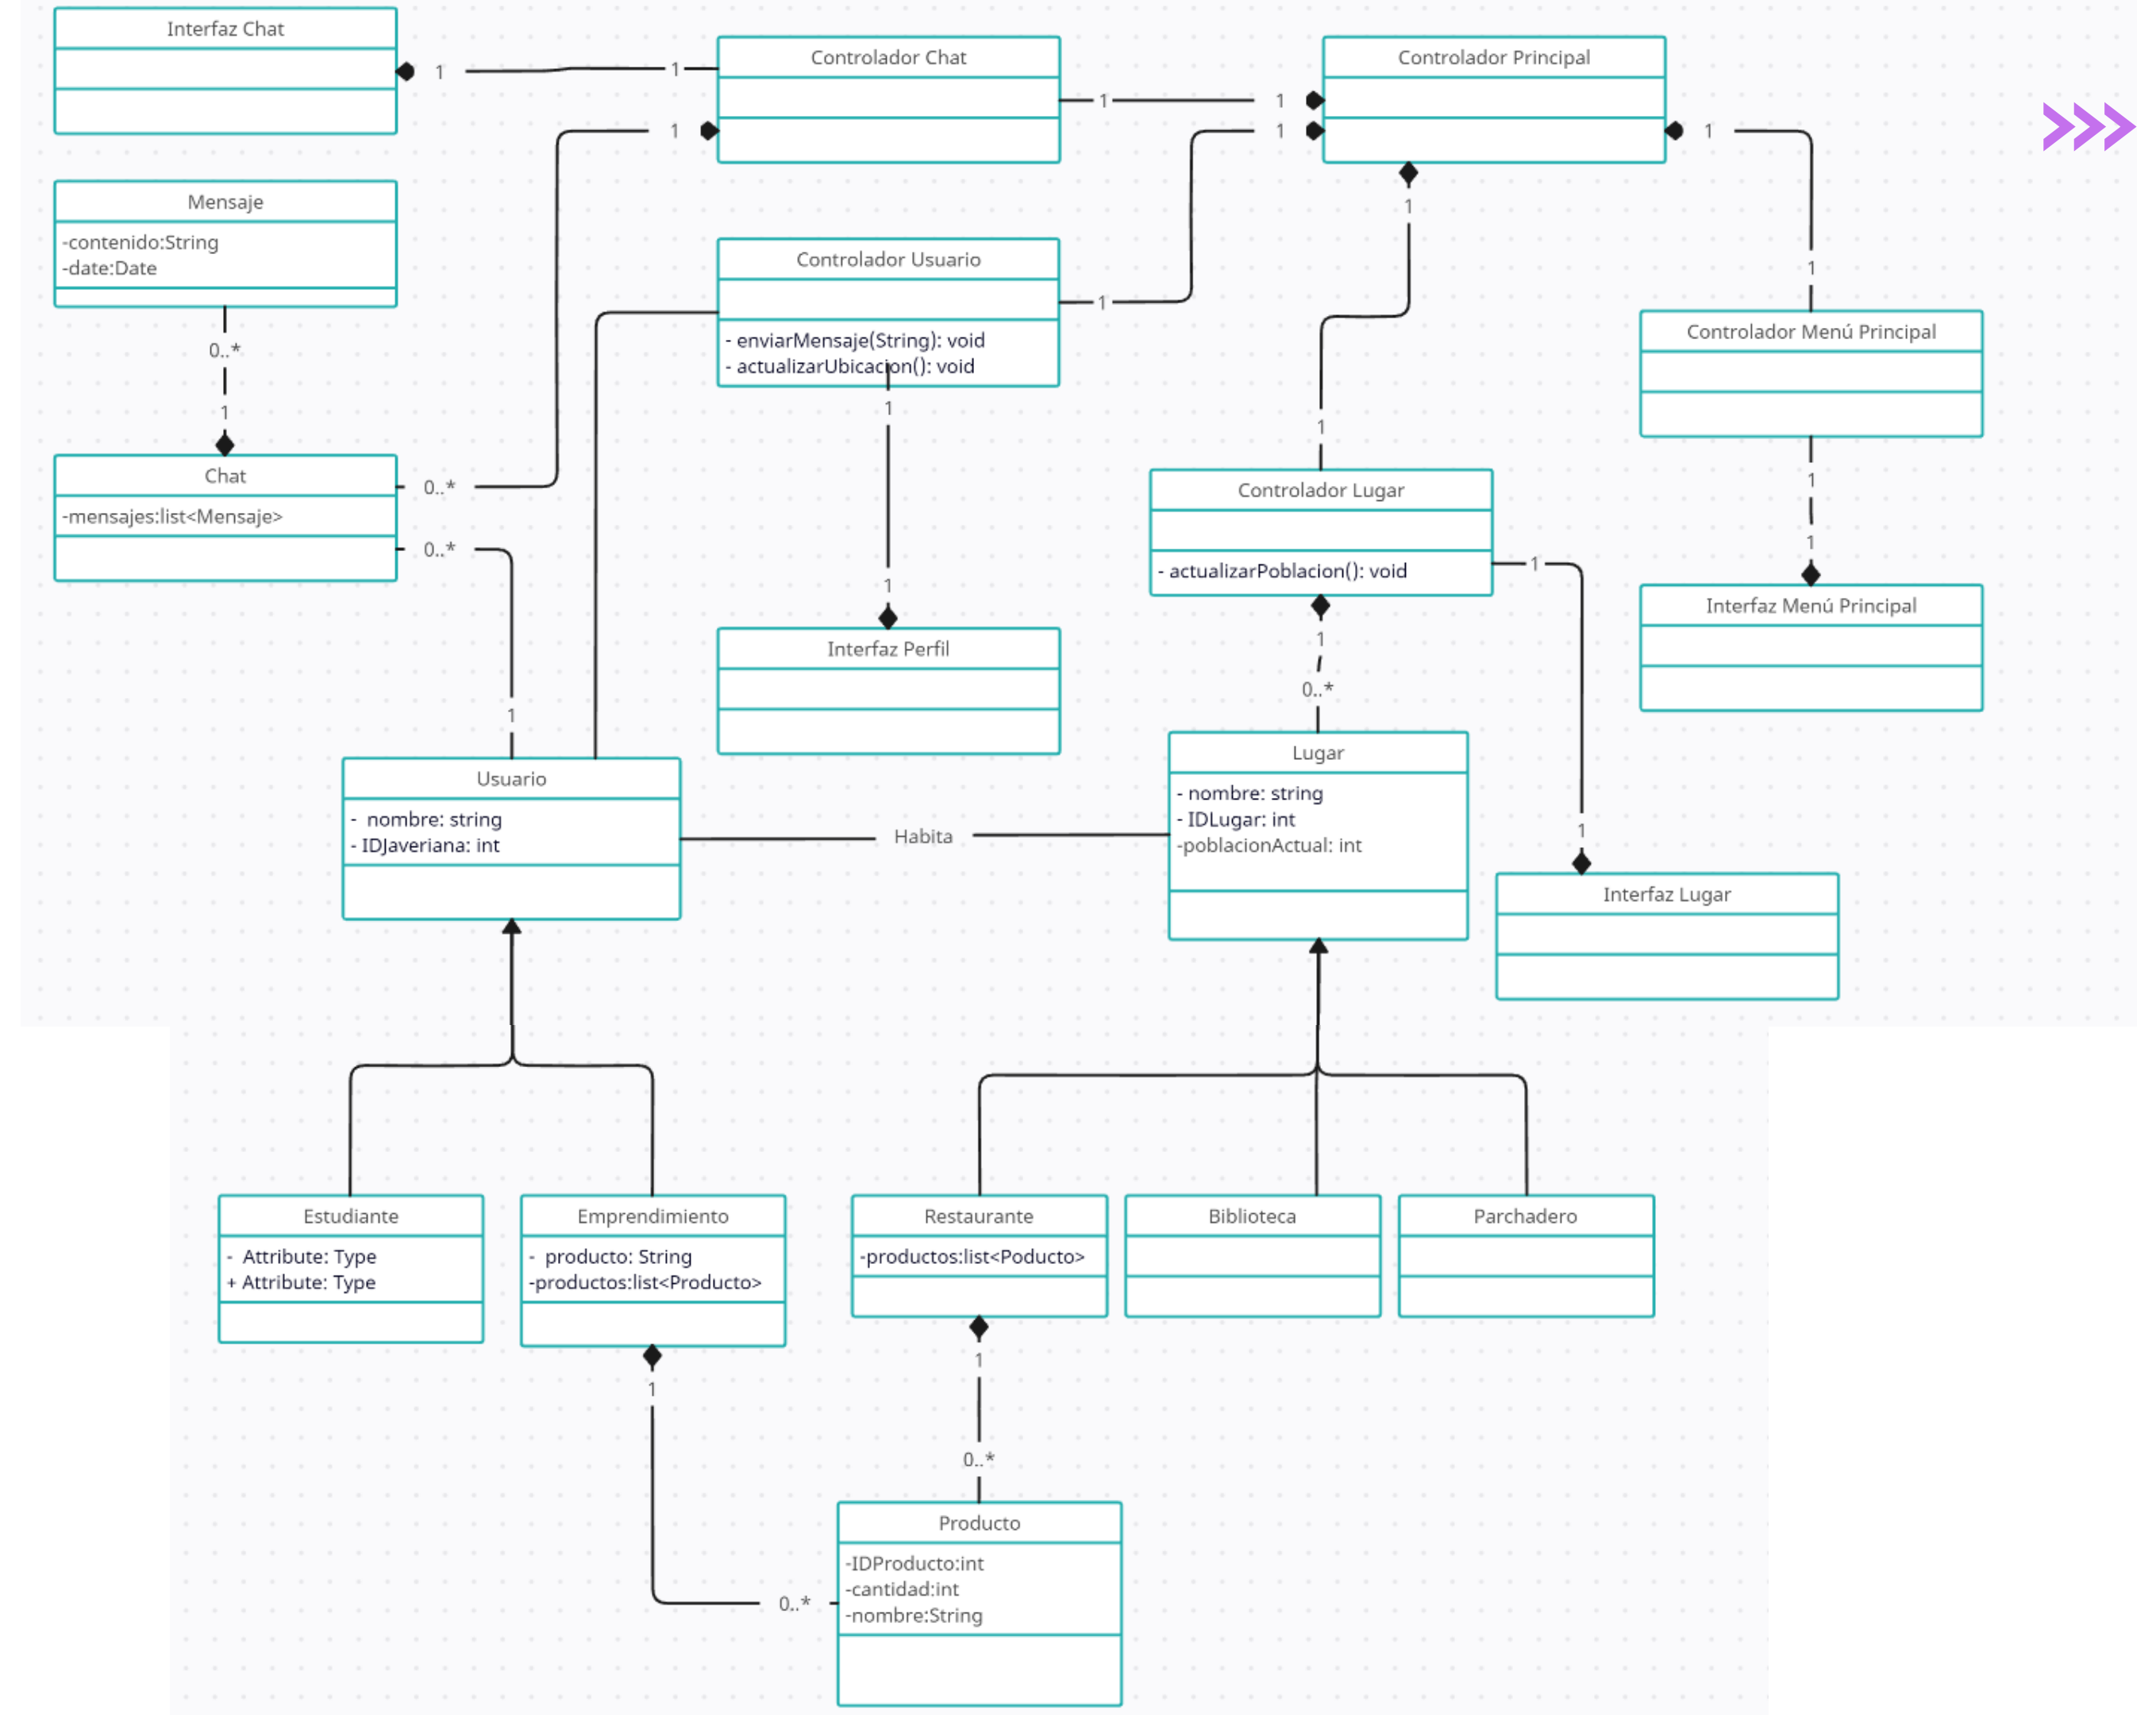 Interfaz Chat
1
1
Controlador Chat
1
1
1
1
Controlador Principal
1
1
1
Mensaje
-contenido:String
-date:Date
0..*
1
Controlador Usuario
- enviarMensaje(String): void
- actualizarUbicacion(): void
1
1
1
1
Controlador Menú Principal
1
1
Chat
-mensajes:list<Mensaje>
0..*
0..*
1
Controlador Lugar
- actualizarPoblacion(): void
1
1
0..*
1
Interfaz Menú Principal
Interfaz Perfil
Usuario
-  nombre: string
- IDJaveriana: int
Habita
Lugar
- nombre: string
- IDLugar: int
-poblacionActual: int
Interfaz Lugar
Estudiante
-  Attribute: Type
+ Attribute: Type
Emprendimiento
-  producto: String
-productos:list<Producto>
Restaurante
-productos:list<Poducto>
Biblioteca
Parchadero
1
1
0..*
0..*
Producto
-IDProducto:int
-cantidad:int
-nombre:String